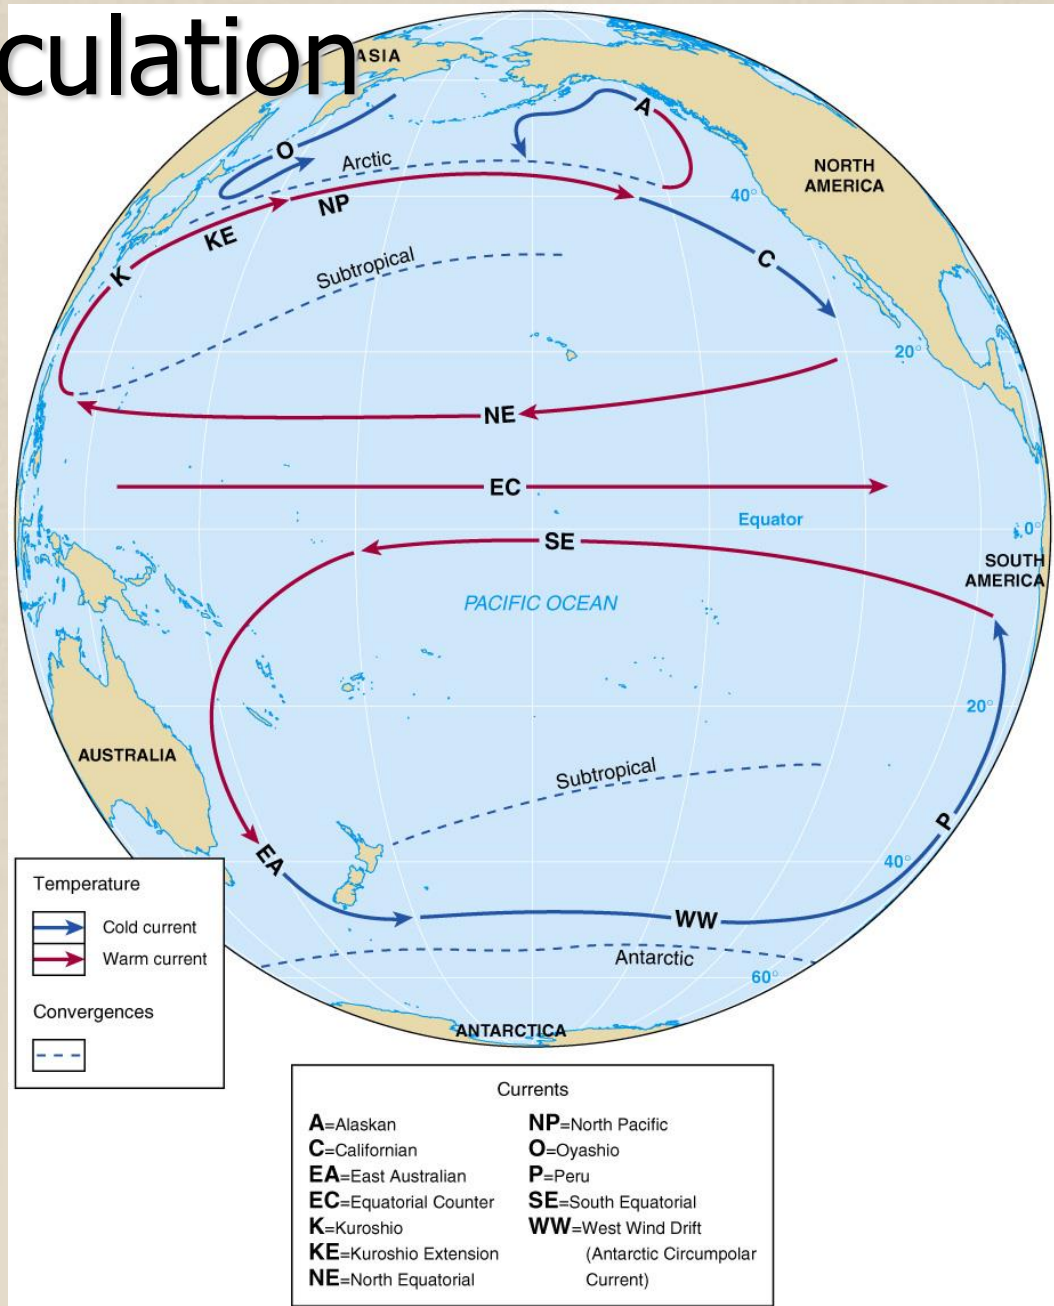 culation
ASIA
A
O
Arctic
NORTH
AMERICA
40°
NP
KE
C
Subtropical
K
20°
NE
EC
Equator
0°
SE
SOUTH
AMERICA
PACIFIC OCEAN
20°
AUSTRALIA
Subtropical
P
EA
40°
WW
Antarctic
60°
ANTARCTICA
Temperature
Cold current
Warm current
Convergences
Currents
A=Alaskan
C=Californian
EA=East Australian
EC=Equatorial Counter
K=Kuroshio
KE=Kuroshio Extension
NE=North Equatorial
NP=North Pacific
O=Oyashio
P=Peru
SE=South Equatorial
WW=West Wind Drift
(Antarctic Circumpolar
Current)